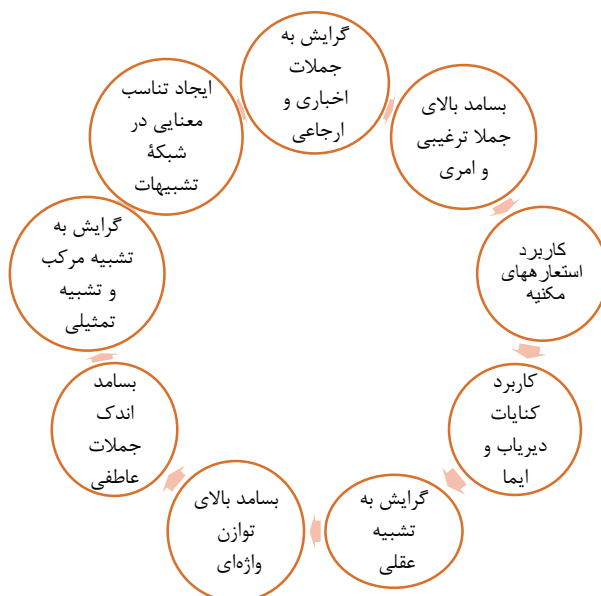 گرایش به
جملات
اخباری و
ارجاعی
بسامد بالای
جملا ترغیبی
و امری
کاربرد
استعارههای
مکنیه
کاربرد
کنایات
دیریاب و
ایما
گرایش به
تشبیه
عقلی
بسامد بالای
توازن
واژه‌ای
بسامد
اندک
جملات
عاطفی
گرایش به
تشبیه مرکب
و تشبیه
تمثیلی
ایجاد تناسب
معنایی در
شبکۀ
تشبیهات